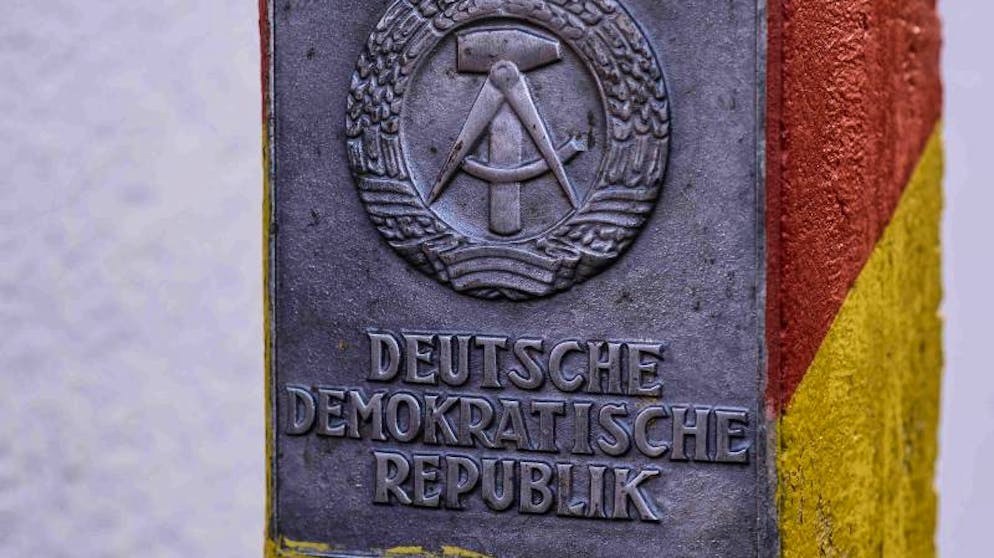 DEUTSCHE
DEMOKRATISCHE
REPUBLIK